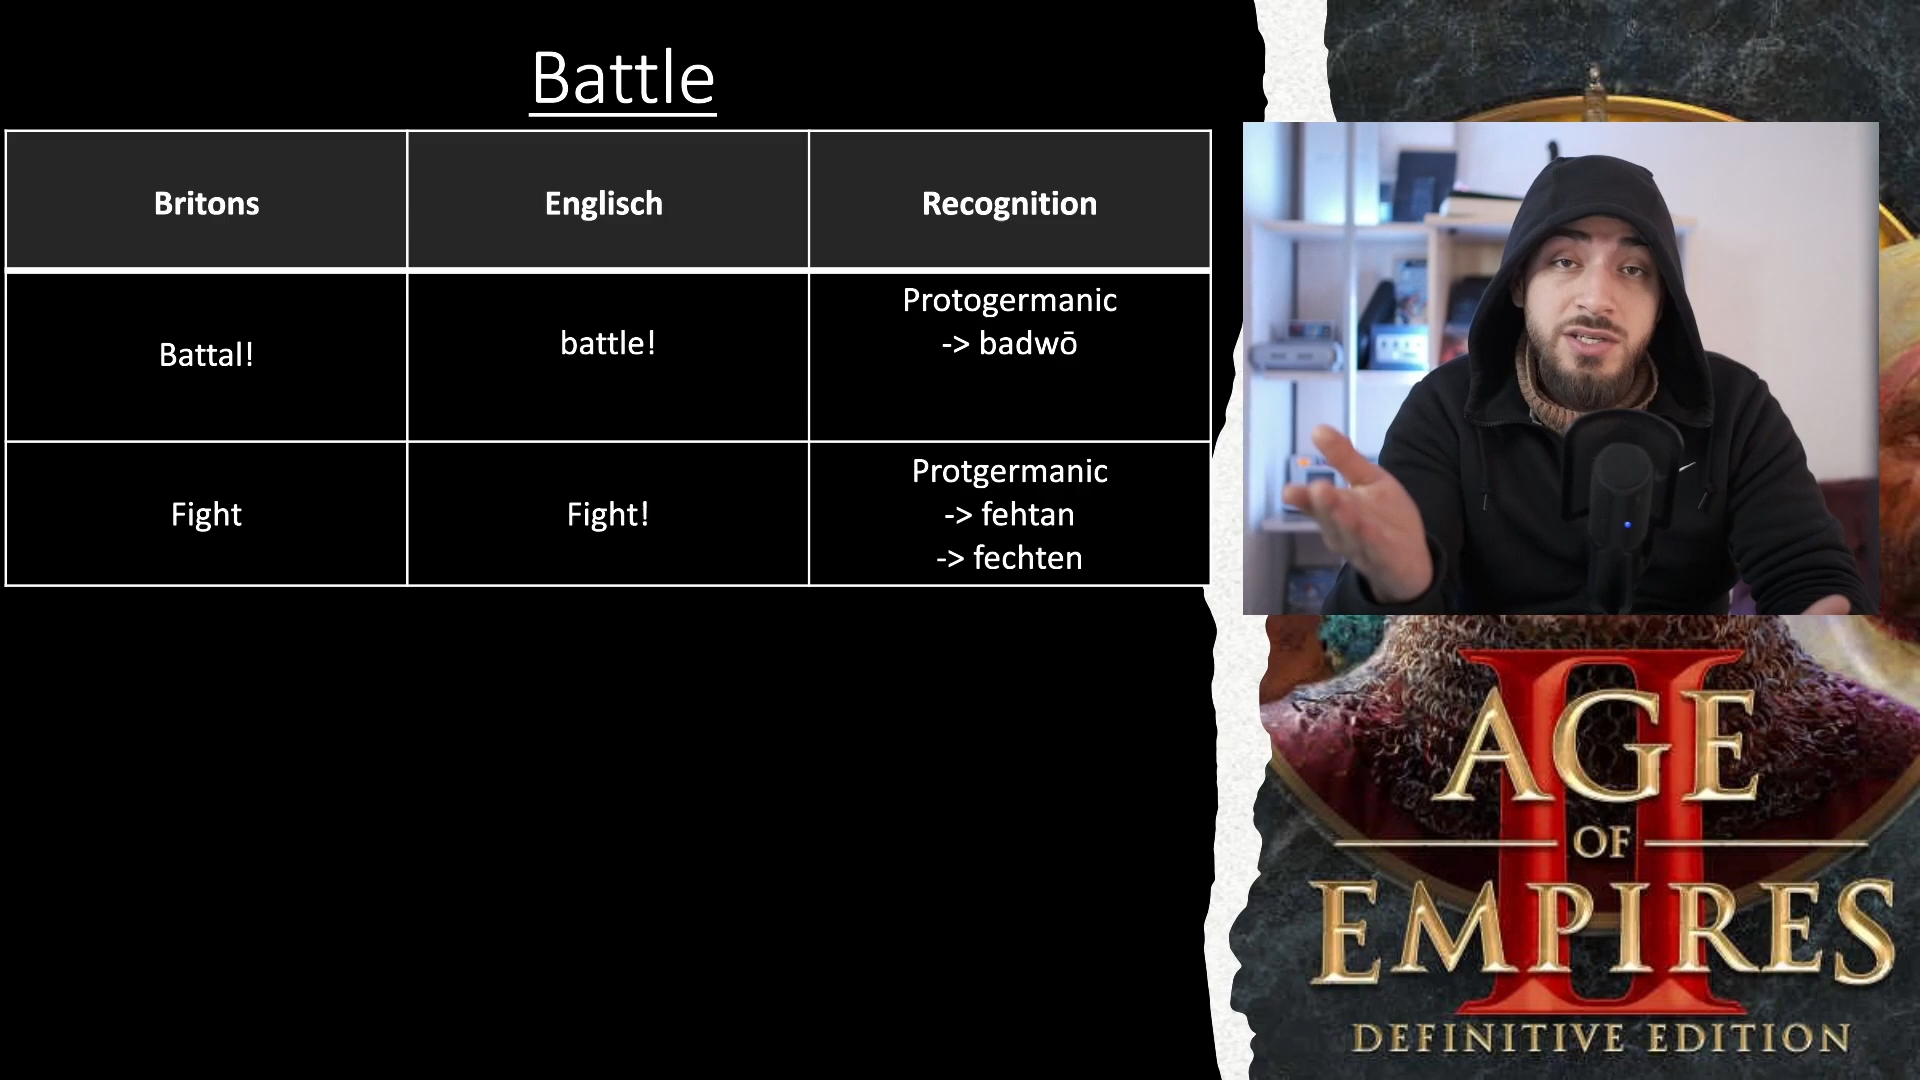 Battle
Britons
Englisch
Recognition
Battal!
battle!
Protogermanic
-> badwō
Fight
Fight!
Protgermanic
-> fehtan
-> fechten
II
AGE
OF
EMPIRES
DEFINITIVE EDITION